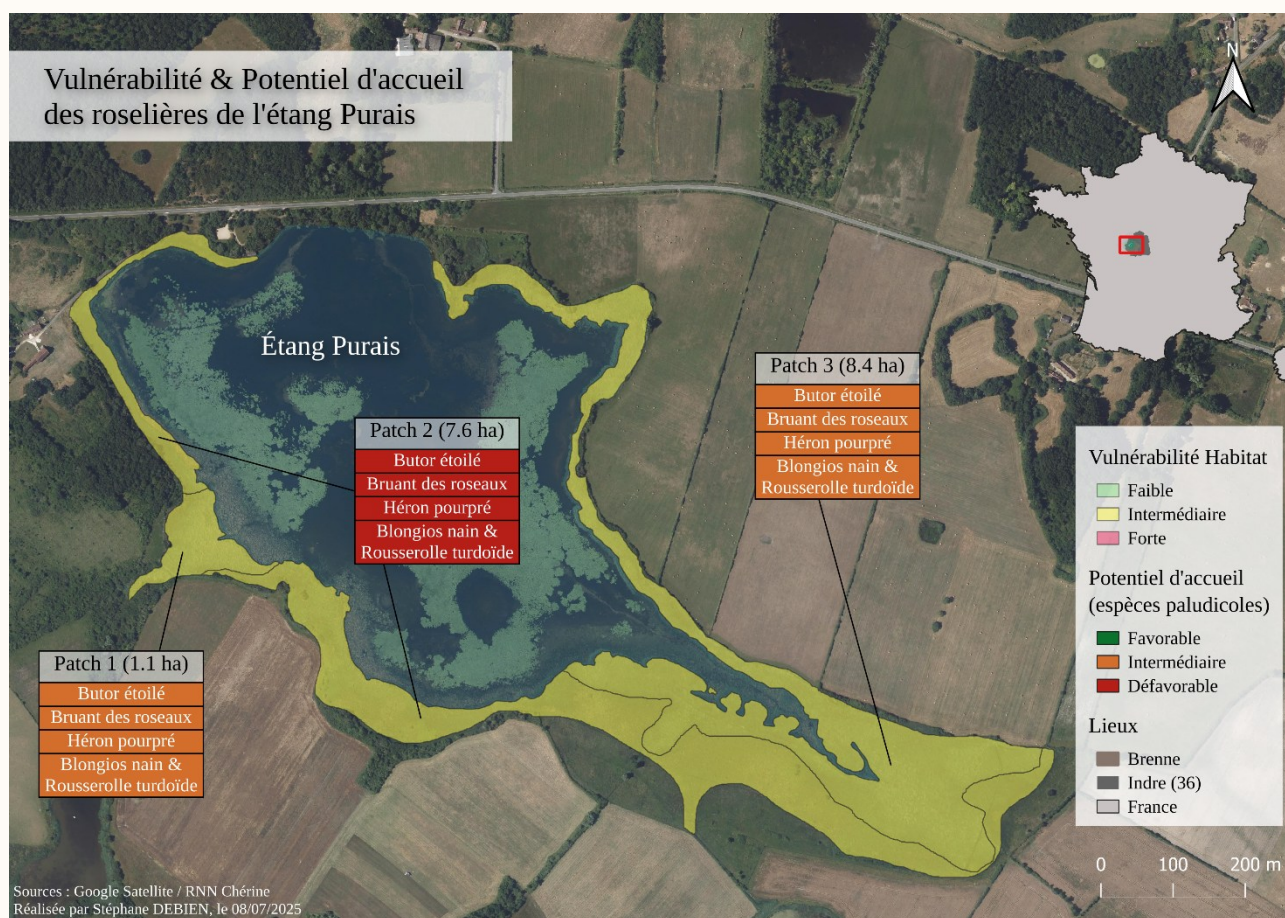 Vulnérabilité & Potentiel d'accueil
des roselières de l'étang Purais
N
Étang Purais
Patch 3 (8.4 ha)
Butor étoilé
Bruant des roseaux
Héron pourpré
Blongios nain &
Rousserolle turdoïde
Patch 2 (7.6 ha)
Butor étoilé
Bruant des roseaux
Héron pourpré
Blongios nain &
Rousserolle turdoïde
Patch 1 (1.1 ha)
Butor étoilé
Bruant des roseaux
Héron pourpré
Blongios nain &
Rousserolle turdoïde
Vulnérabilité Habitat
Faible
Intermédiaire
Forte
Potentiel d'accueil
(espèces paludicoles)
Favorable
Intermédiaire
Défavorable
Lieux
Brenne
Indre (36)
France
0 100 200 m
Sources : Google Satellite / RNN Chérine
Réalisée par Stéphane DEBIEN, le 08/07/2025